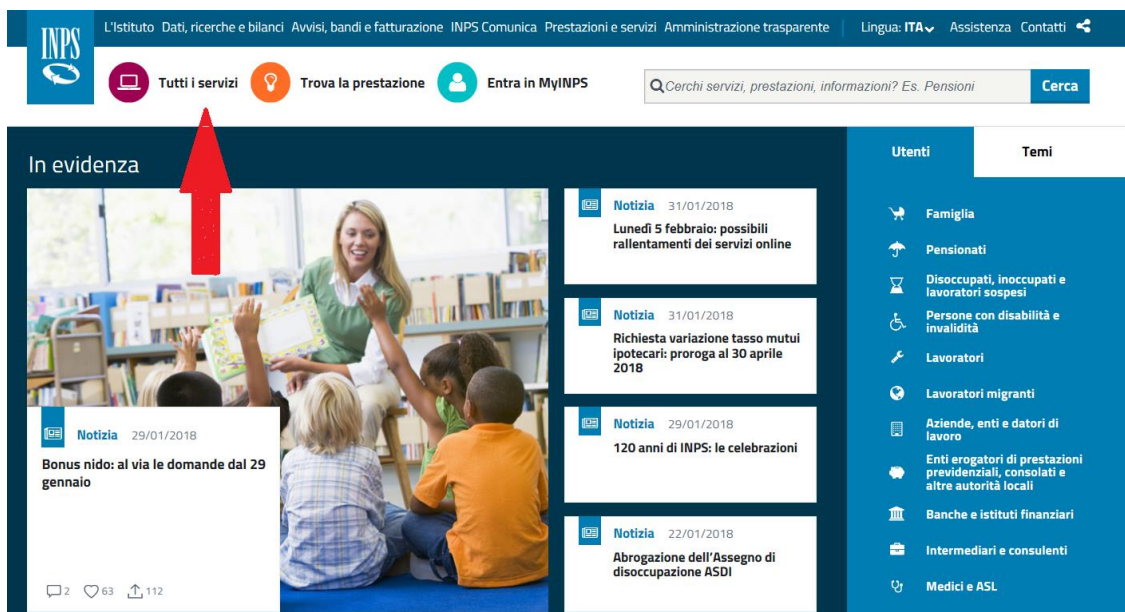 INPS
L'Istituto Dati, ricerche e bilanci Avvisi, bandi e fatturazione INPS Comunica Prestazioni e servizi Amministrazione trasparente Lingua: ITA Assistenza Contatti
Tutti i servizi Trova la prestazione Entra in MyINPS Cerchi servizi, prestazioni, informazioni? Es. Pensioni Cerca
In evidenza
Notizia 29/01/2018
Bonus nido: al via le domande dal 29
gennaio
2 63 112
Notizia 31/01/2018
Lunedì 5 febbraio: possibili
rallentamenti dei servizi online
Notizia 31/01/2018
Richiesta variazione tasso mutui
ipotecari: proroga al 30 aprile
2018
Notizia 29/01/2018
120 anni di INPS: le celebrazioni
Notizia 22/01/2018
Abrogazione dell'Assegno di
disoccupazione ASDI
Utenti Temi
Famiglia
Pensionati
Disoccupati, inoccupati e
lavoratori sospesi
Persone con disabilità e
invalidità
Lavoratori
Lavoratori migranti
Aziende, enti e datori di
lavoro
Enti erogatori di prestazioni
previdenziali, consolati e
altre autorità locali
Banche e istituti finanziari
Intermediari e consulenti
Medici e ASL